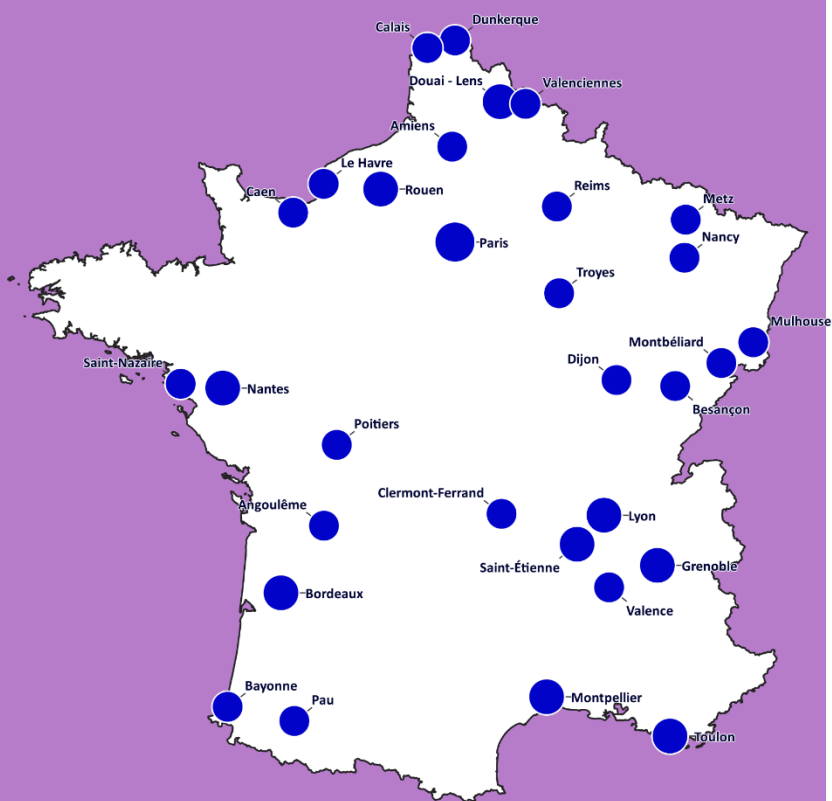 Dunkerque
Calais
Douai - Lens
Valenciennes
Amiens
Le Havre
Reims
Rouen
Caen
Metz
Nancy
Paris
Troyes
Mulhouse
Montbéliard
Dijon
Saint-Nazaire
Nantes
Besançon
Poitiers
Clermont-Ferrand
Angoulême
Lyon
Saint-Étienne
Grenoble
Bordeaux
Valence
Bayonne
Pau
Montpellier
Toulon